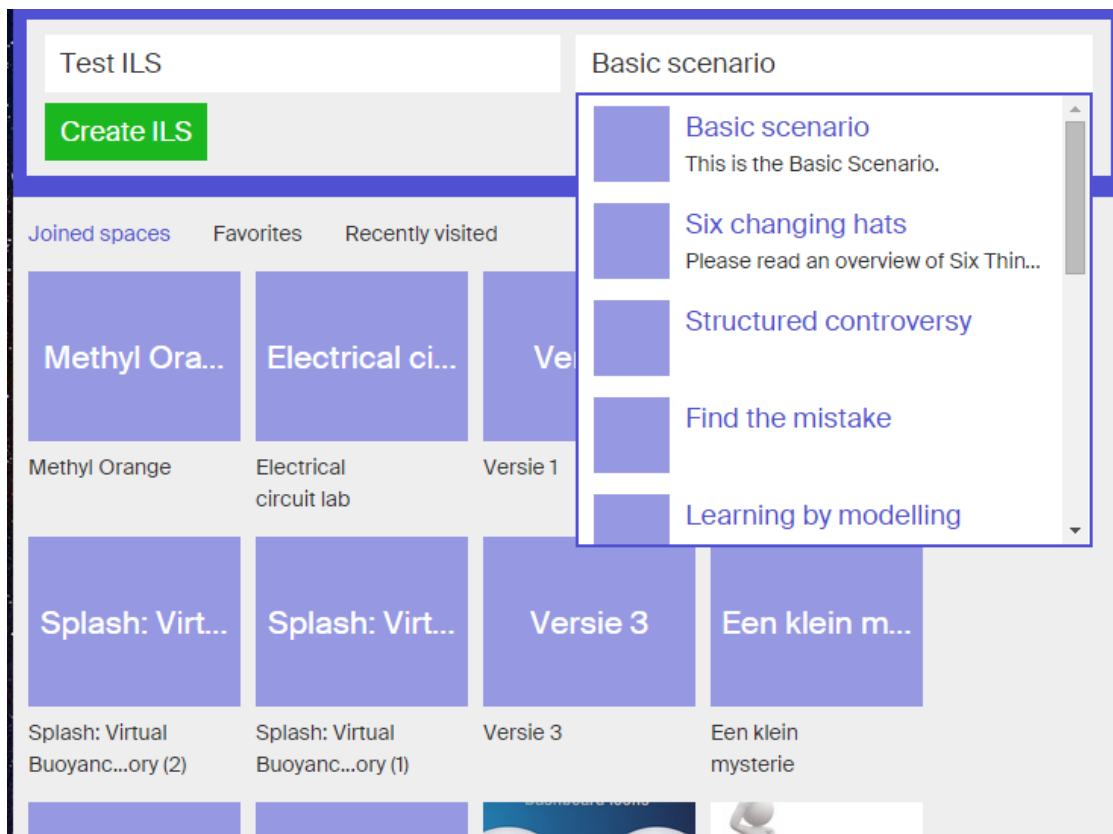 Test ILS
Basic scenario
Create ILS
Basic scenario
This is the Basic Scenario.
Six changing hats
Please read an overview of Six Thin...
Structured controversy
Find the mistake
Learning by modelling
Joined spaces Favorites Recently visited
Methyl Ora... Electrical ci... Ve
Methyl Orange
Electrical
circuit lab
Versie 1
Splash: Virt... Splash: Virt... Versie 3 Een klein m...
Splash: Virtual
Buoyanc...ory (2)
Splash: Virtual
Buoyanc...ory (1)
Versie 3
Een klein
mysterie
Dashboard Icons